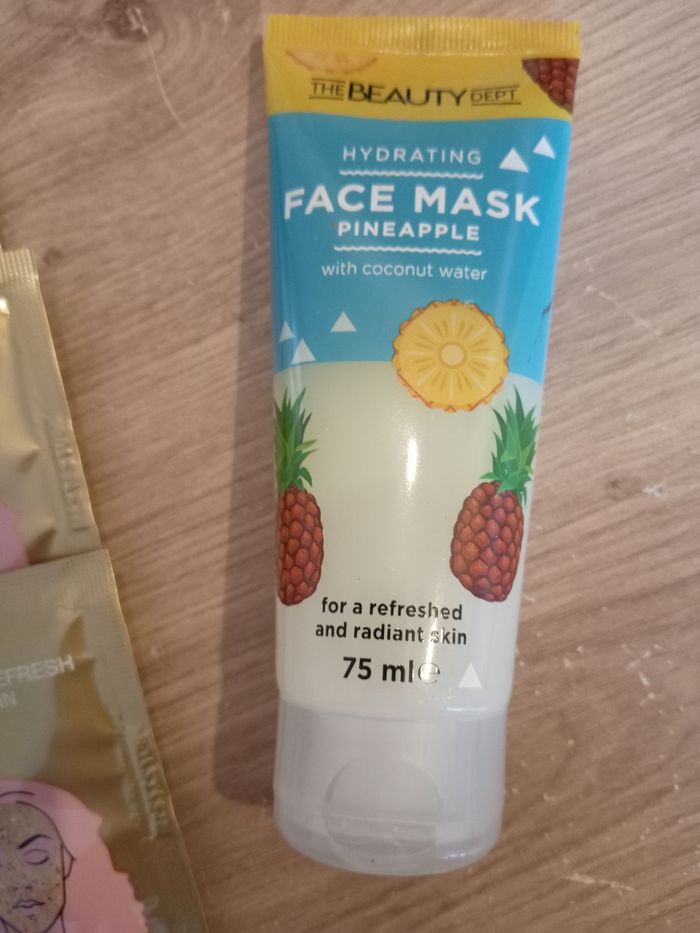 THE BEAUTY DEPT
HYDRATING
FACE MASK
PINEAPPLE
with coconut water
for a refreshed
and radiant skin
75 ml e